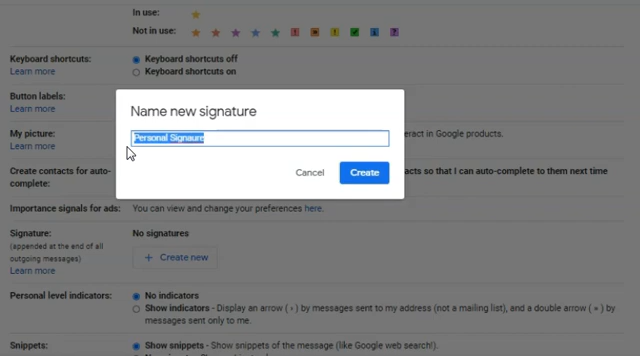 In use:
Not in use:
Keyboard shortcuts: Keyboard shortcuts off
Learn more Keyboard shortcuts on
Button labels:
Learn more
Name new signature
My picture: eract in Google products.
Personal Signaure
Learn more
Create contacts for auto- acts so that I can auto-complete to them next time
complete:
Cancel Create
Importance signals for ads: You can view and change your preferences here.
Signature: No signatures
(appended at the end of all
outgoing messages) + Create new
Learn more
Personal level indicators: No indicators
Show indicators - Display an arrow ( › ) by messages sent to my address (not a mailing list), and a double arrow ( » ) by
messages sent only to me.
Snippets: Show snippets - Show snippets of the message (like Google web search!).